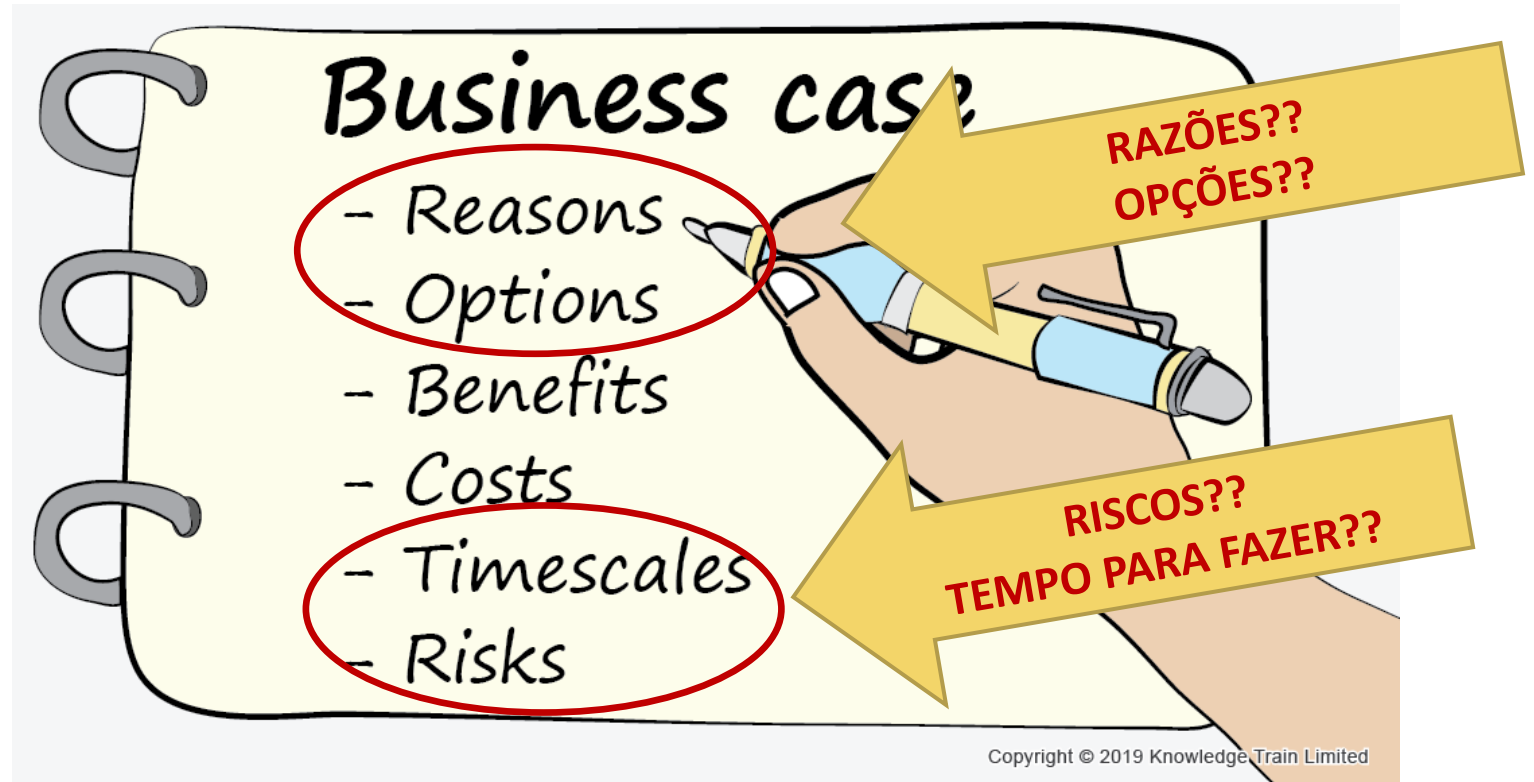 Business case
RAZÕES??
OPÇÕES??
- Reasons
- Options
- Benefits
- Costs
RISCOS??
TEMPO PARA FAZER??
- Timescales
- Risks
Copyright © 2019 Knowledge Train Limited